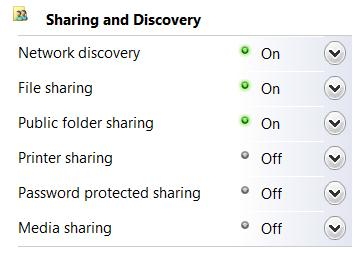 Sharing and Discovery
Network discovery On
File sharing On
Public folder sharing On
Printer sharing Off
Password protected sharing Off
Media sharing Off